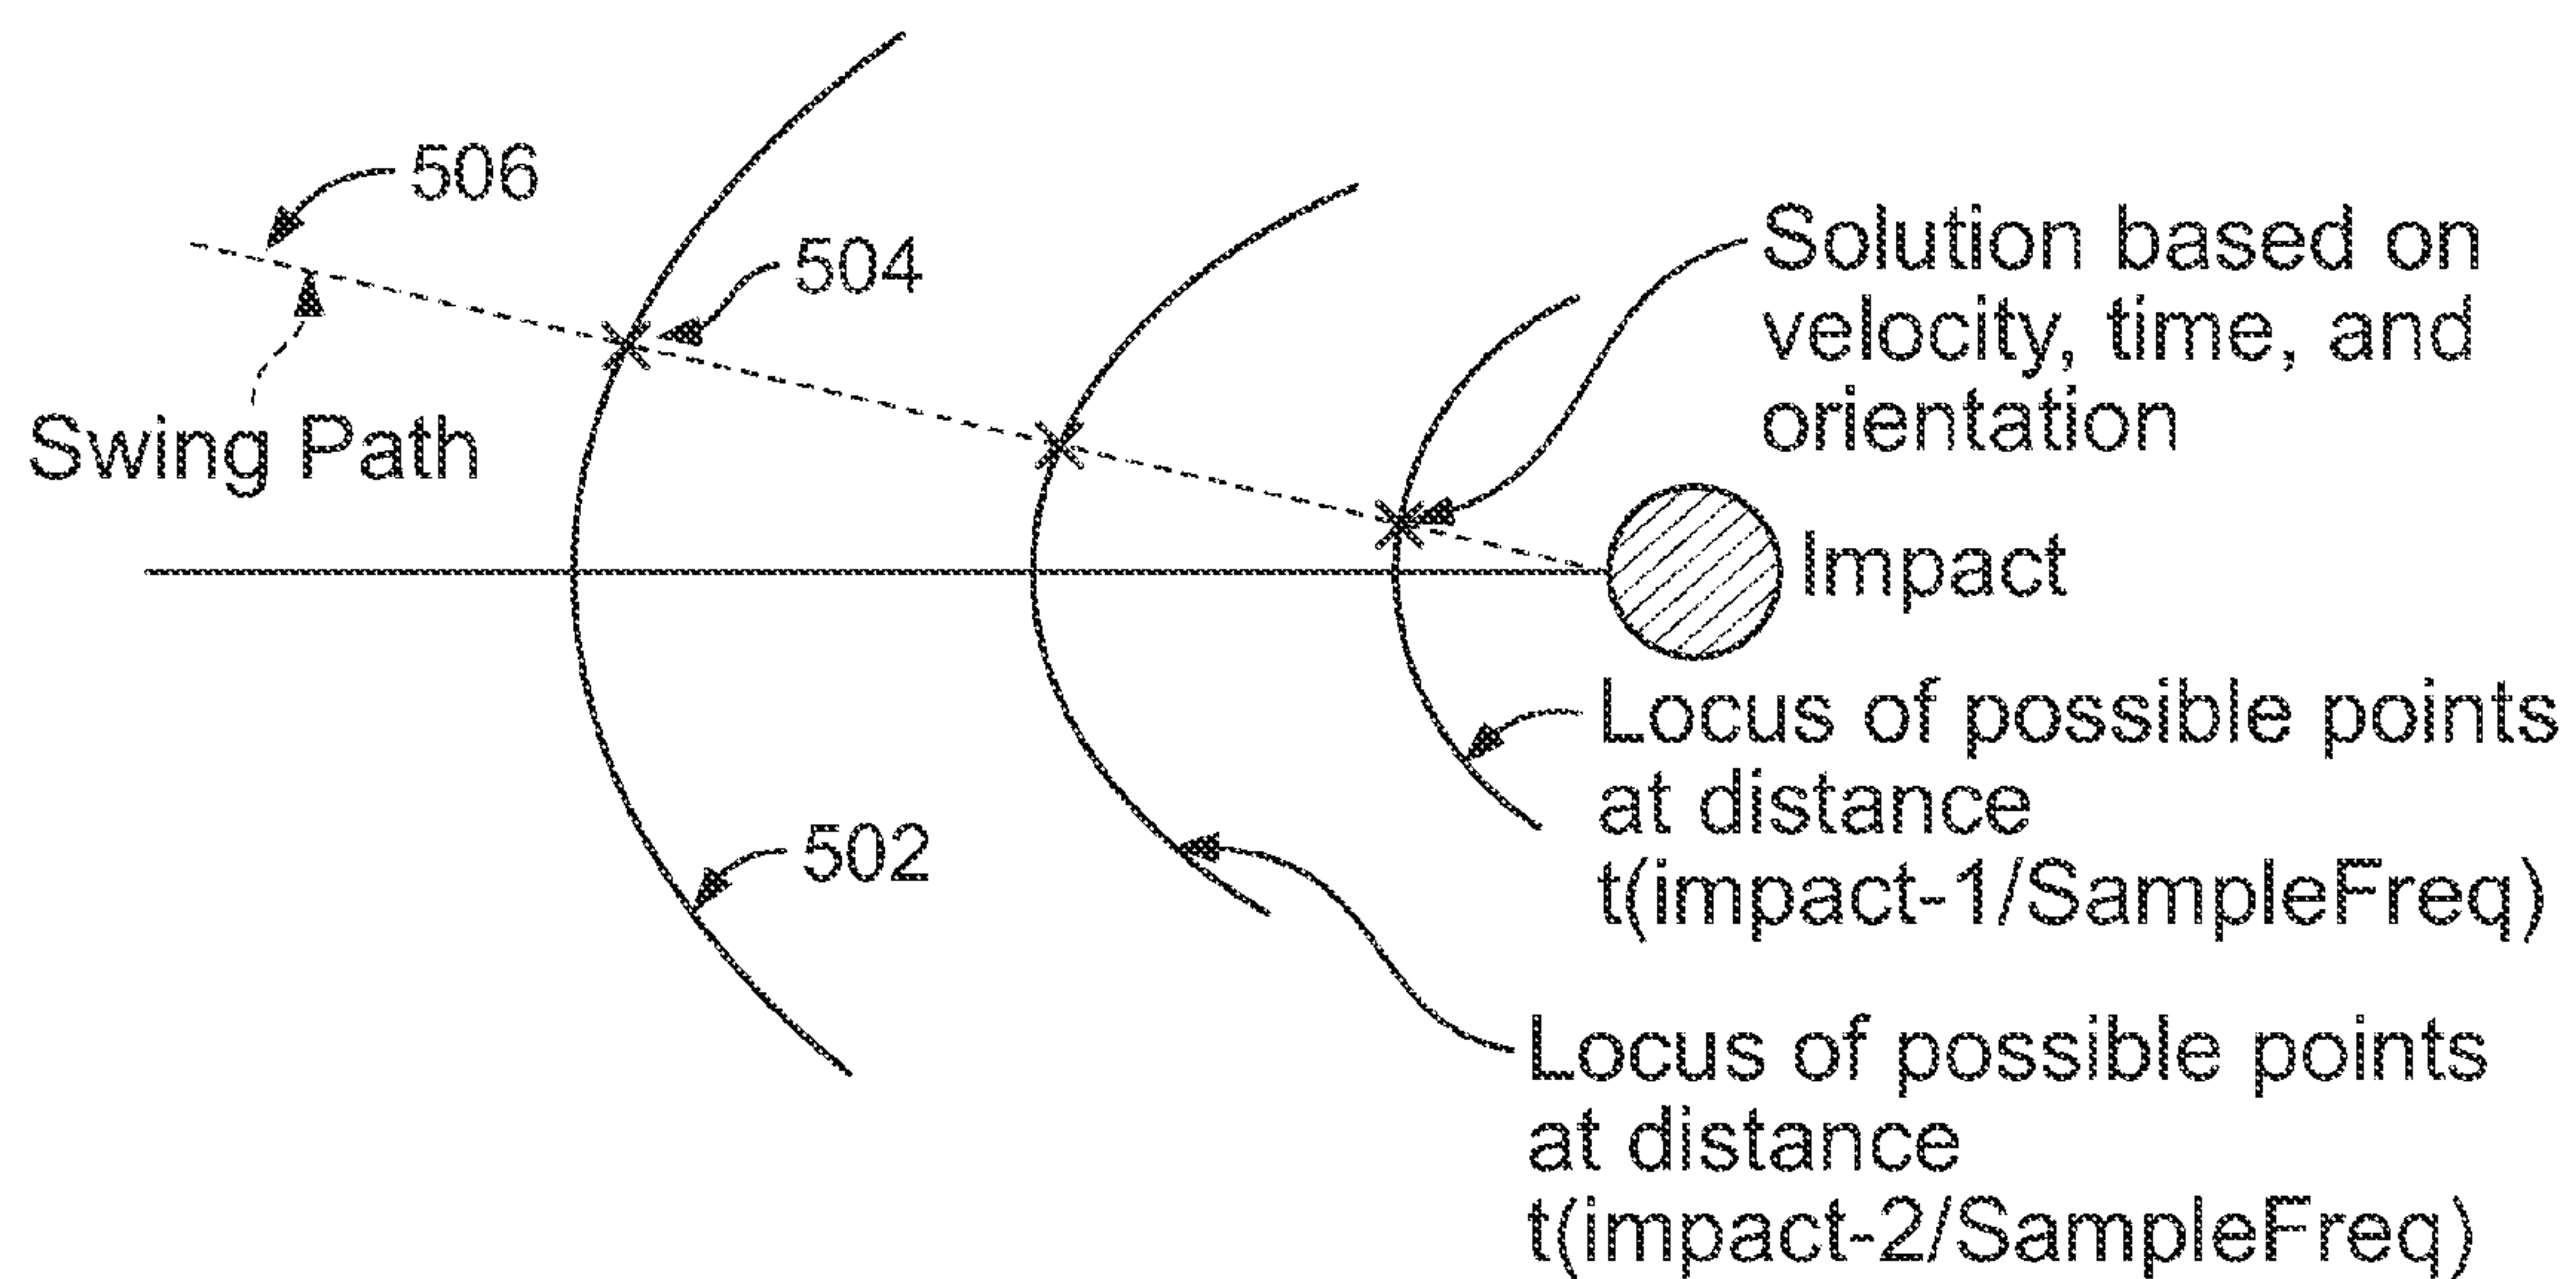 506
504
Swing Path
Solution based on
velocity, time, and
orientation
Impact
502
Locus of possible points
at distance
t(impact-1/SampleFreq)
Locus of possible points
at distance
t(impact-2/SampleFreq)